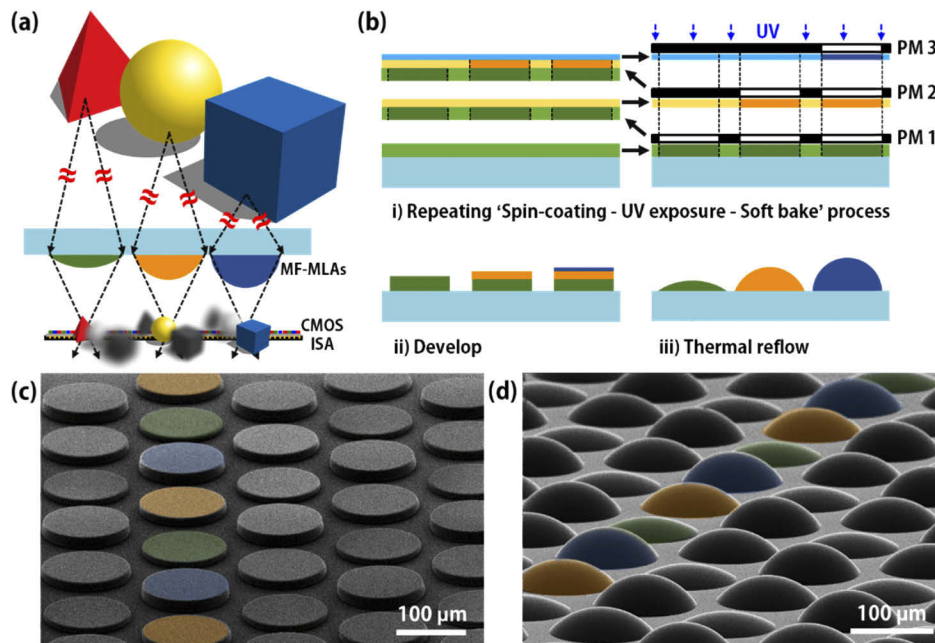 (a)
MF-MLAs
CMOS
ISA
(b)
UV
PM 3
PM 2
PM 1
i) Repeating ‘Spin-coating - UV exposure - Soft bake’ process
ii) Develop
iii) Thermal reflow
(c)
100 µm
(d)
100 µm